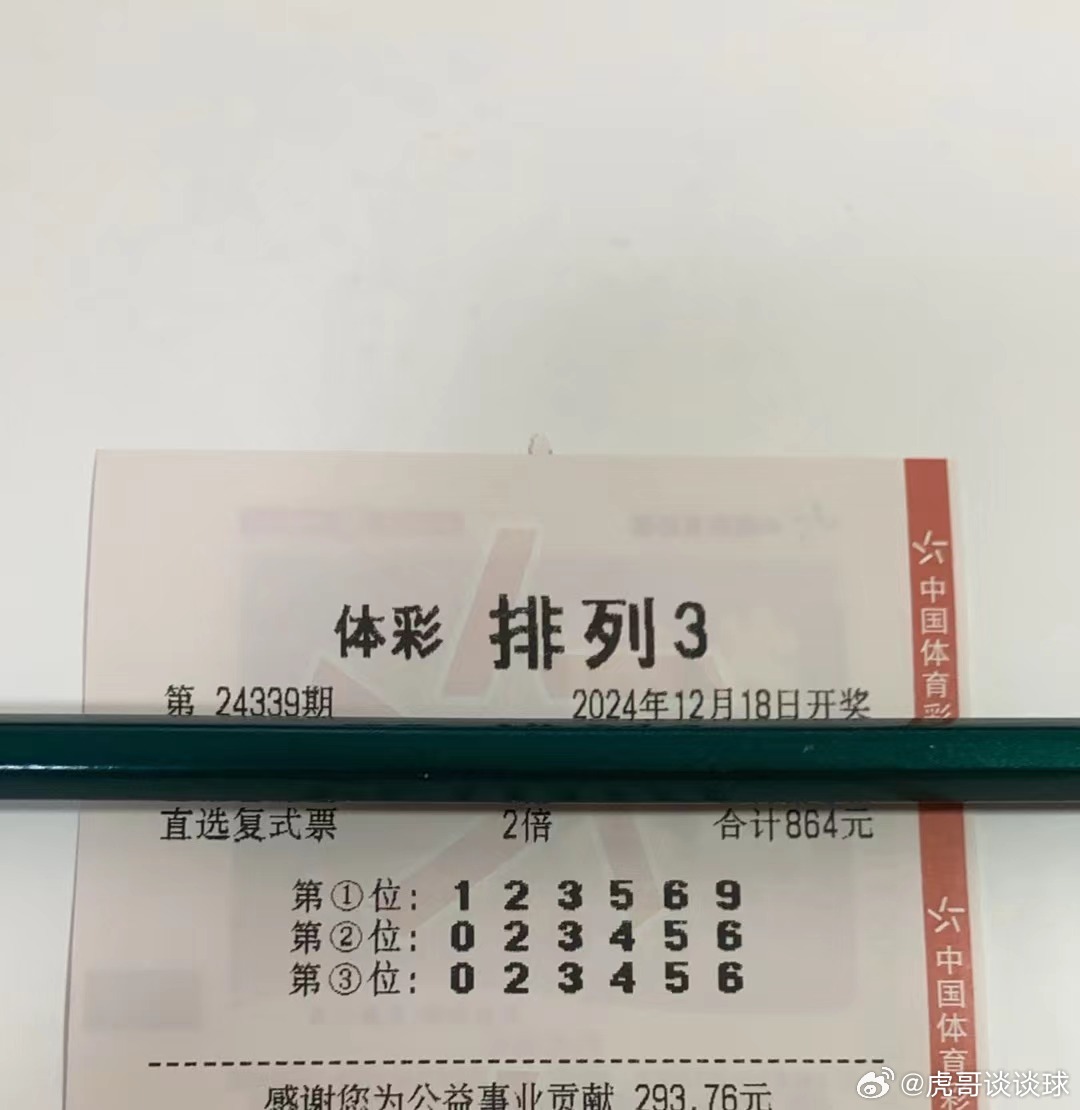 体彩 排列3
第 24339期 2024年12月18日开奖
直选复式票 2倍 合计864元
第①位: 1 2 3 5 6 9
第②位: 0 2 3 4 5 6
第③位: 0 2 3 4 5 6
感谢您为公益事业贡献 293.76元
中国体育彩
中国体育彩
@虎哥谈谈球